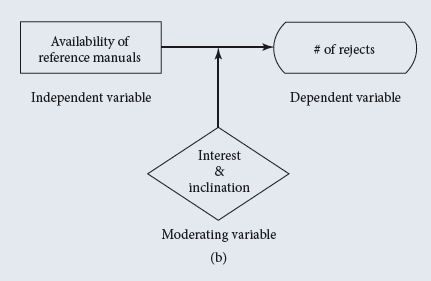 Availability of
reference manuals
# of rejects
Independent variable
Dependent variable
Interest
&
inclination
Moderating variable
(b)